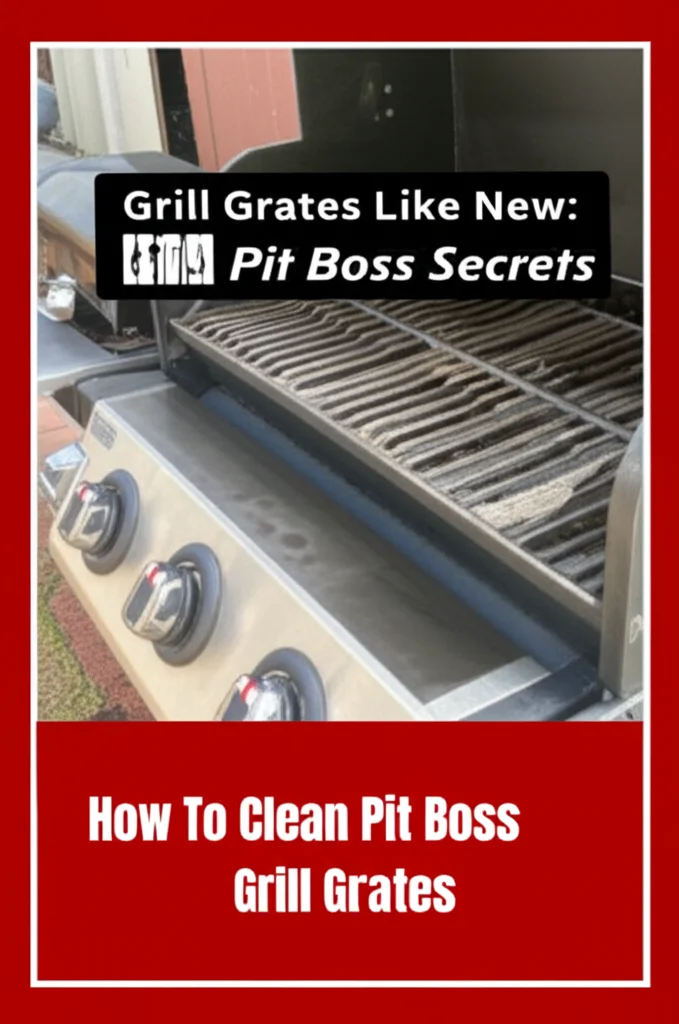 Grill Grates Like New:
Pit Boss Secrets
How To Clean Pit Boss
Grill Grates